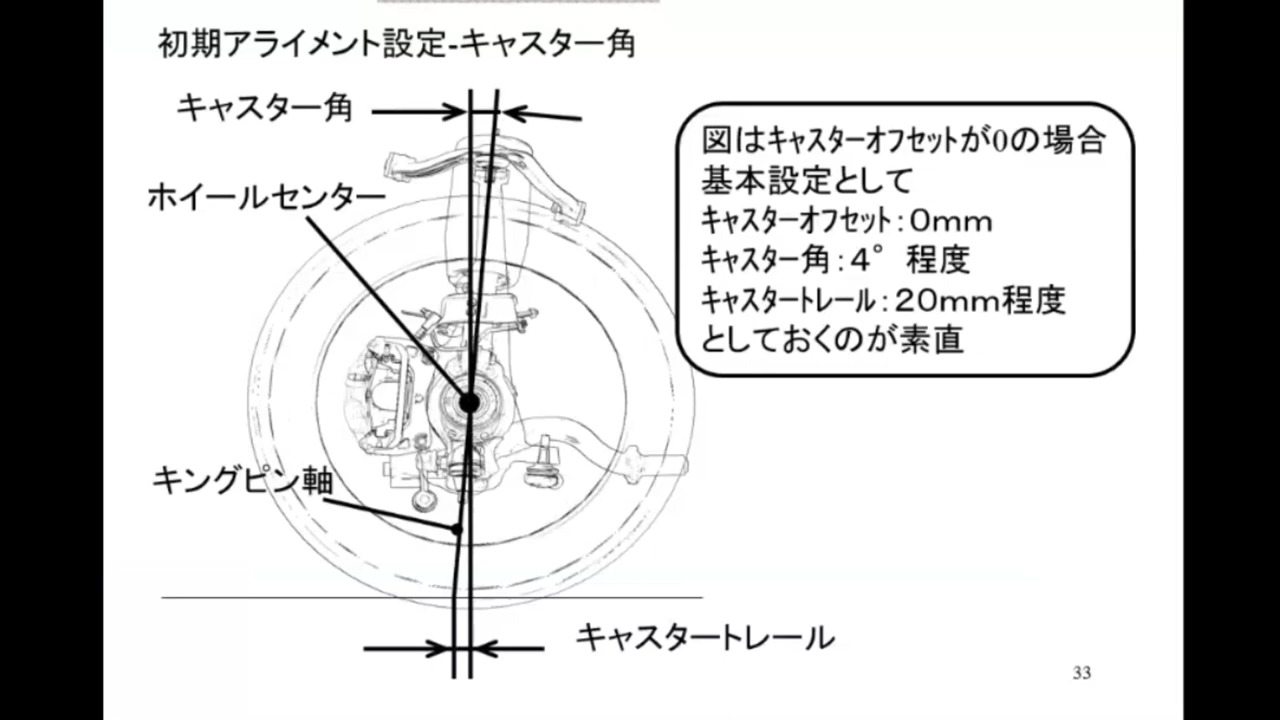 初期アライメント設定-キャスター角
キャスター角
ホイールセンター
図はｷｬｽﾀｰｵﾌｾｯﾄが0の場合
基本設定として
ｷｬｽﾀｰｵﾌｾｯﾄ：0mm
ｷｬｽﾀｰ角：4°程度
ｷｬｽﾀｰﾄﾚｰﾙ：20mm程度
としておくのが素直
キングピン軸
キャスタートレール
33